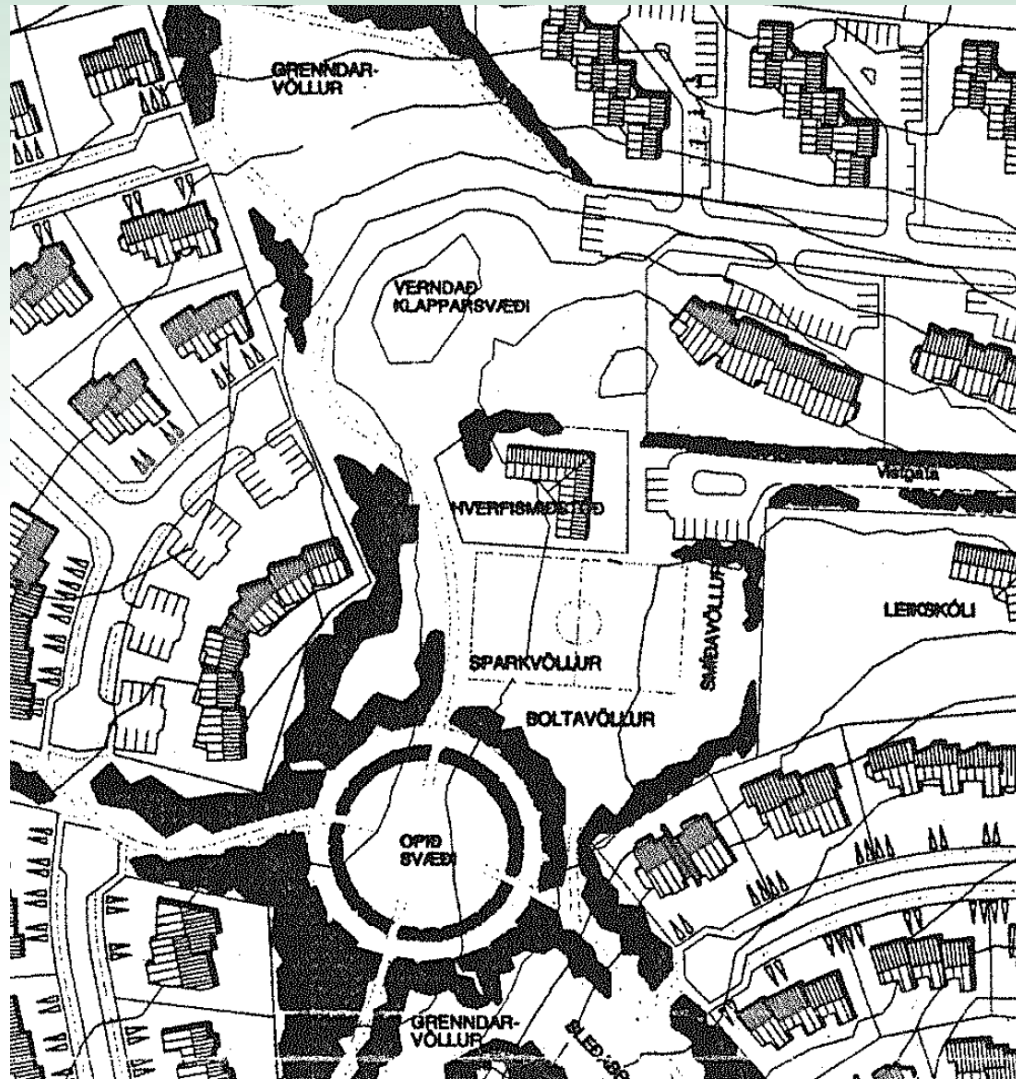 GRENNDAR-
VÖLLUR
VERNDAÐ
KLAPPARSVÆÐI
Vistgata
HVERFISMIÐSTÖÐ
LEIKSKÓLI
SMÍÐAVÖLLUR
SPARKVÖLLUR
BOLTAVÖLLUR
OPIÐ
SVÆÐI
GRENNDAR-
VÖLLUR